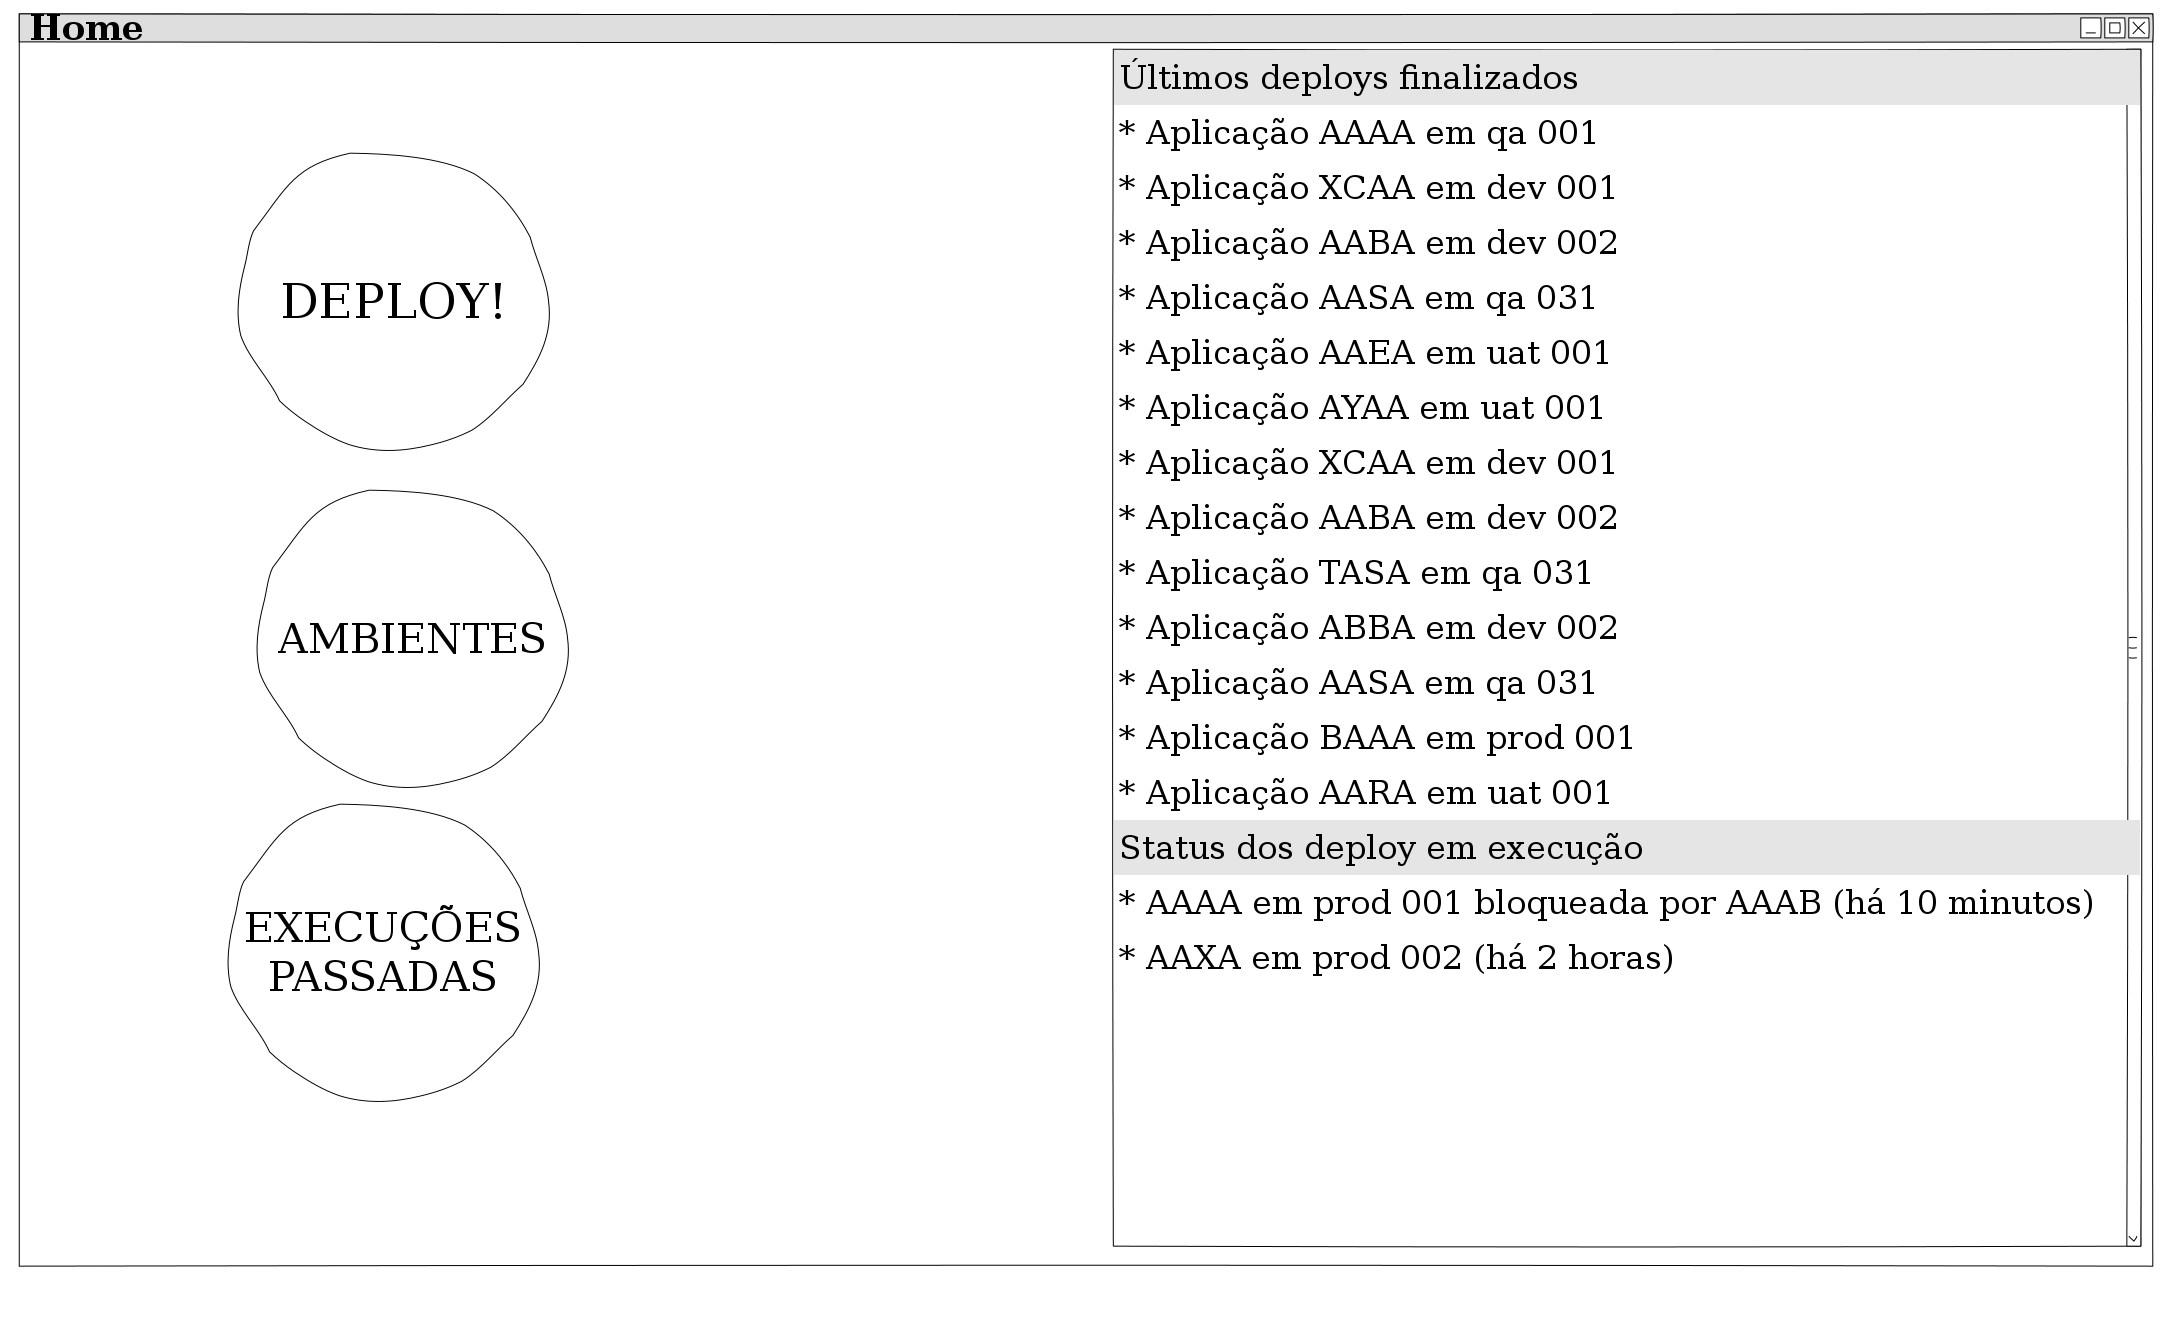 Home
DEPLOY!
AMBIENTES
EXECUÇÕES
PASSADAS
Últimos deploys finalizados
* Aplicação AAAA em qa 001
* Aplicação XCAA em dev 001
* Aplicação AABA em dev 002
* Aplicação AASA em qa 031
* Aplicação AAEA em uat 001
* Aplicação AYAA em uat 001
* Aplicação XCAA em dev 001
* Aplicação AABA em dev 002
* Aplicação TASA em qa 031
* Aplicação ABBA em dev 002
* Aplicação AASA em qa 031
* Aplicação BAAA em prod 001
* Aplicação AARA em uat 001
Status dos deploy em execução
* AAAA em prod 001 bloqueada por AAAB (há 10 minutos)
* AAXA em prod 002 (há 2 horas)